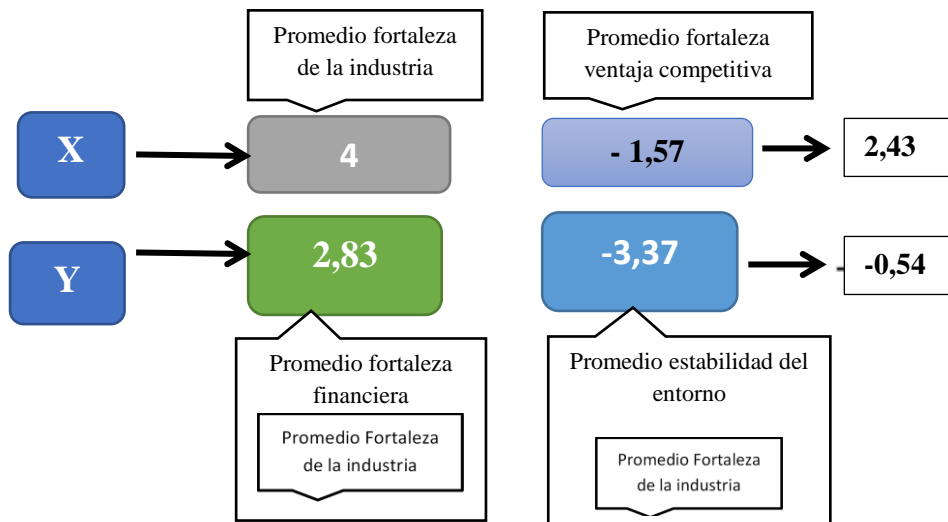 Promedio fortaleza
de la industria
Promedio fortaleza
ventaja competitiva
X
4
- 1,57
2,43
Y
2,83
-3,37
-0,54
Promedio fortaleza
financiera
Promedio Fortaleza
de la industria
Promedio estabilidad del
entorno
Promedio Fortaleza
de la industria